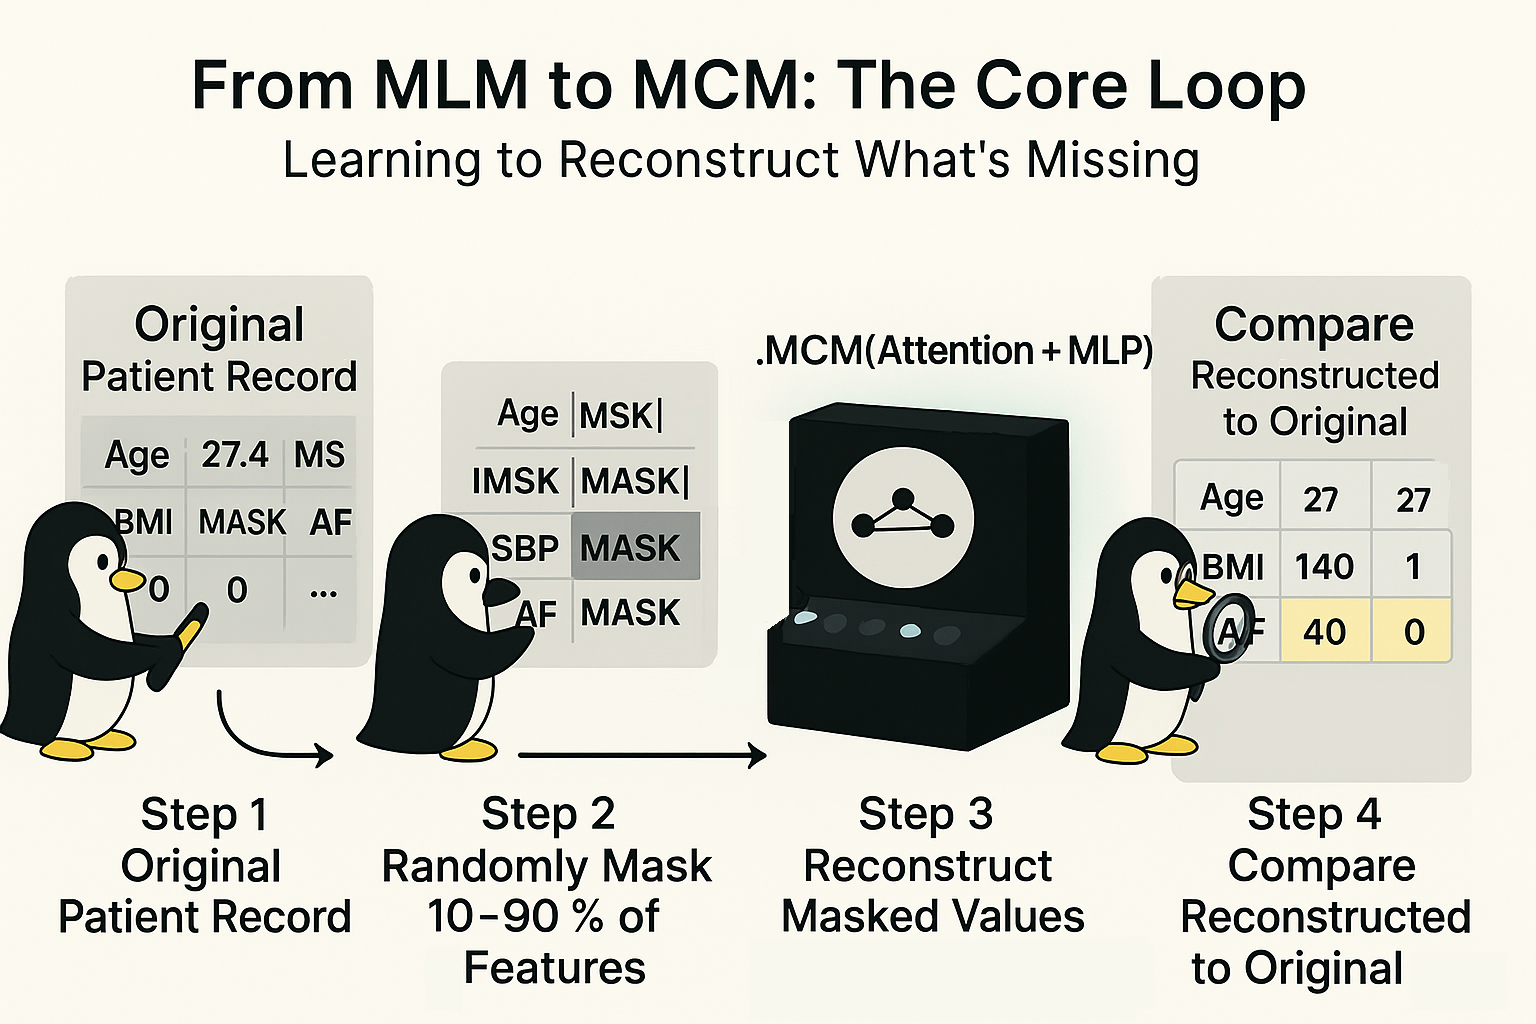 From MLM to MCM: The Core Loop
Learning to Reconstruct What's Missing
Original
Patient Record
Age 27.4 MS
BMI MASK AF
0 0 ...
Age |MSK|
IMSK |MASK|
SBP MASK
AF MASK
.MCM(Attention + MLP)
Compare
Reconstructed
to Original
Age 27 27
BMI 140 1
AF 40 0
Step 1
Original
Patient Record
Step 2
Randomly Mask
10–90 % of
Features
Step 3
Reconstruct
Masked Values
Step 4
Compare
Reconstructed
to Original